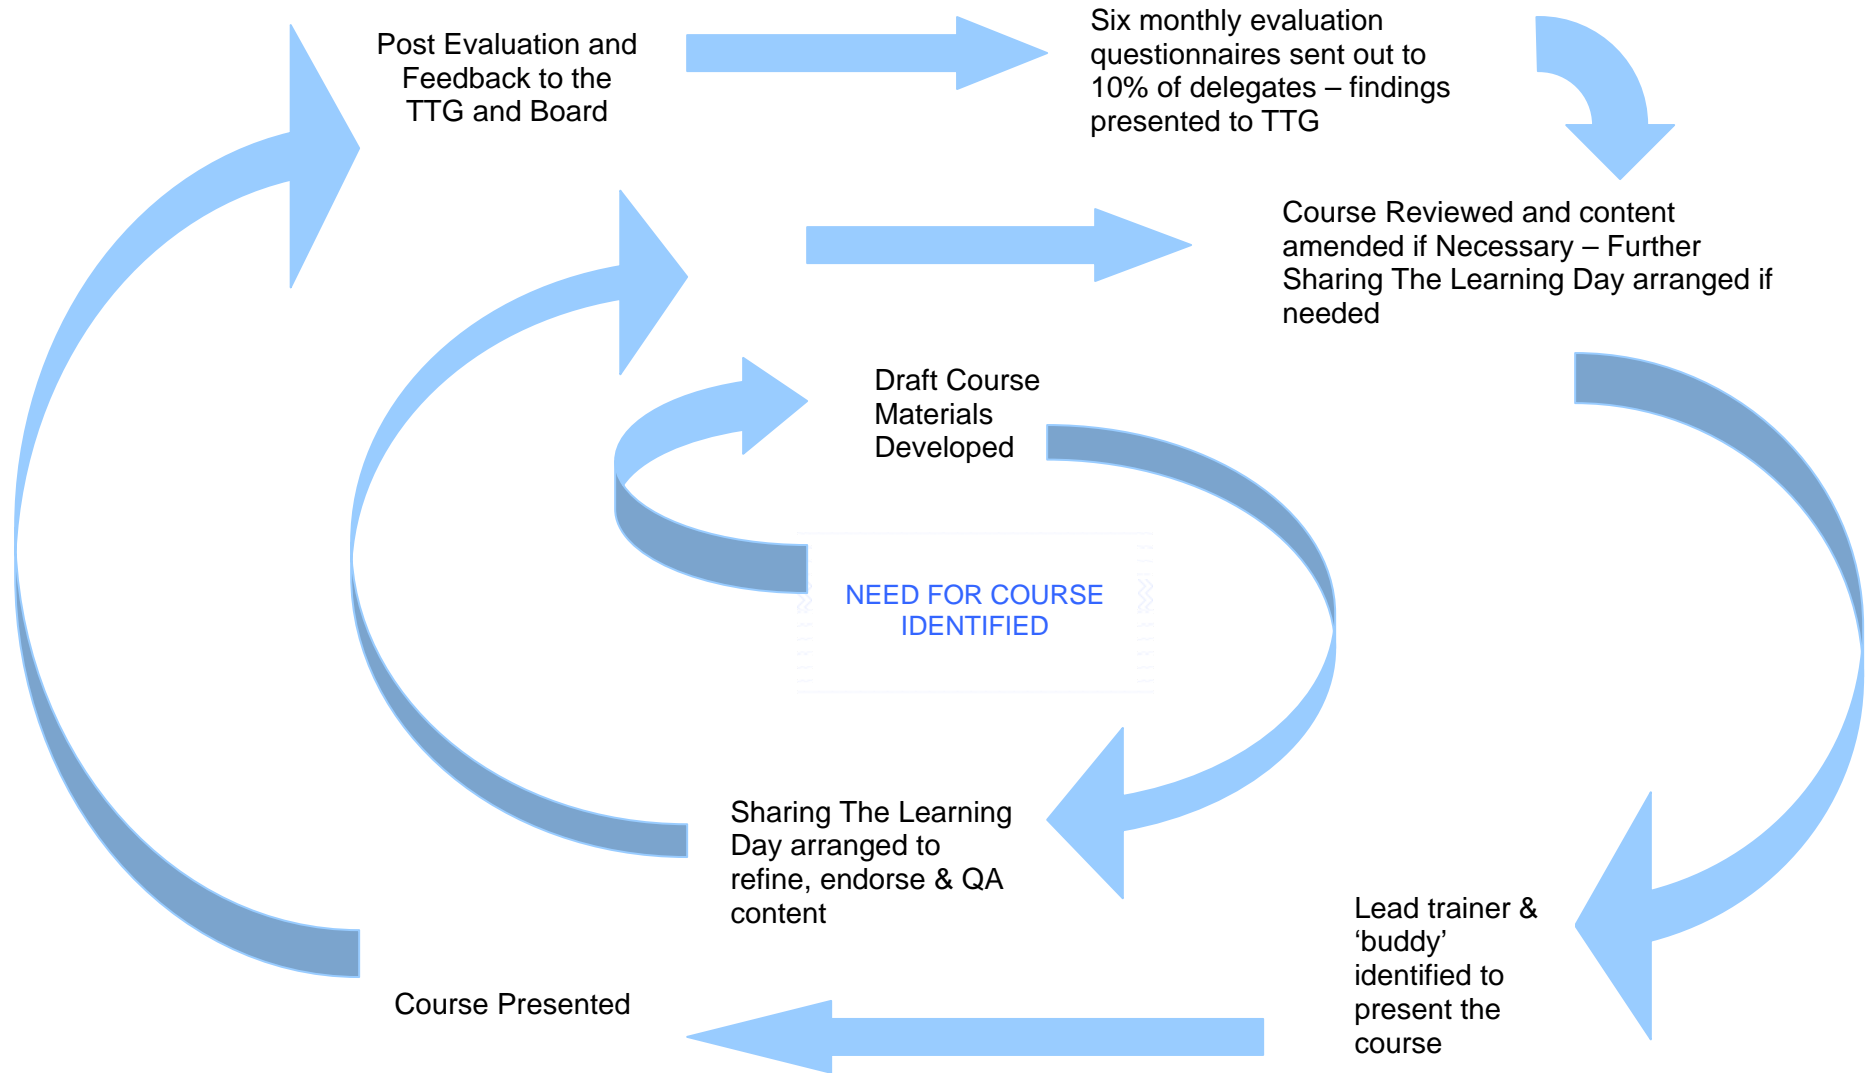 Post Evaluation and
Feedback to the
TTG and Board
Six monthly evaluation
questionnaires sent out to
10% of delegates – findings
presented to TTG
Course Reviewed and content
amended if Necessary – Further
Sharing The Learning Day arranged if
needed
Draft Course
Materials
Developed
NEED FOR COURSE
IDENTIFIED
Sharing The Learning
Day arranged to
refine, endorse & QA
content
Lead trainer &
‘buddy’
identified to
present the
course
Course Presented